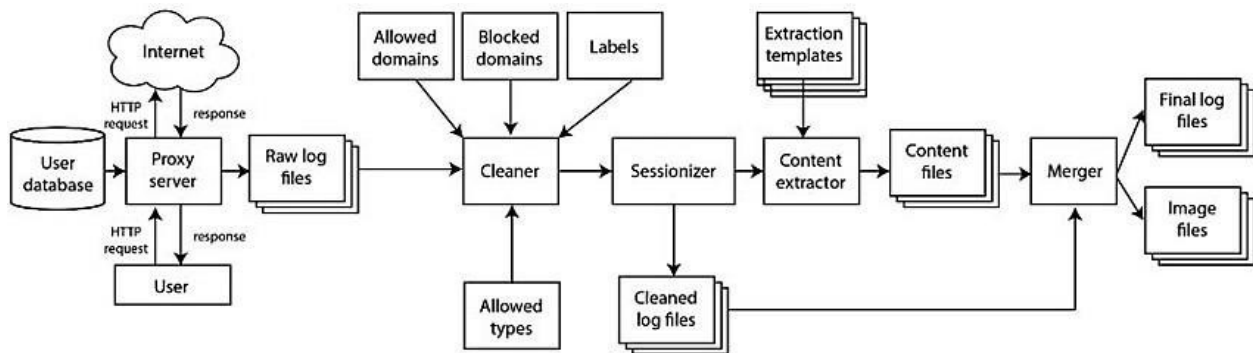 Internet
HTTP
request
response
User
database
Proxy
server
HTTP
request
response
User
Raw log
files
Allowed
domains
Blocked
domains
Labels
Cleaner
Allowed
types
Sessionizer
Cleaned
log files
Extraction
templates
Content
extractor
Content
files
Merger
Final log
files
Image
files